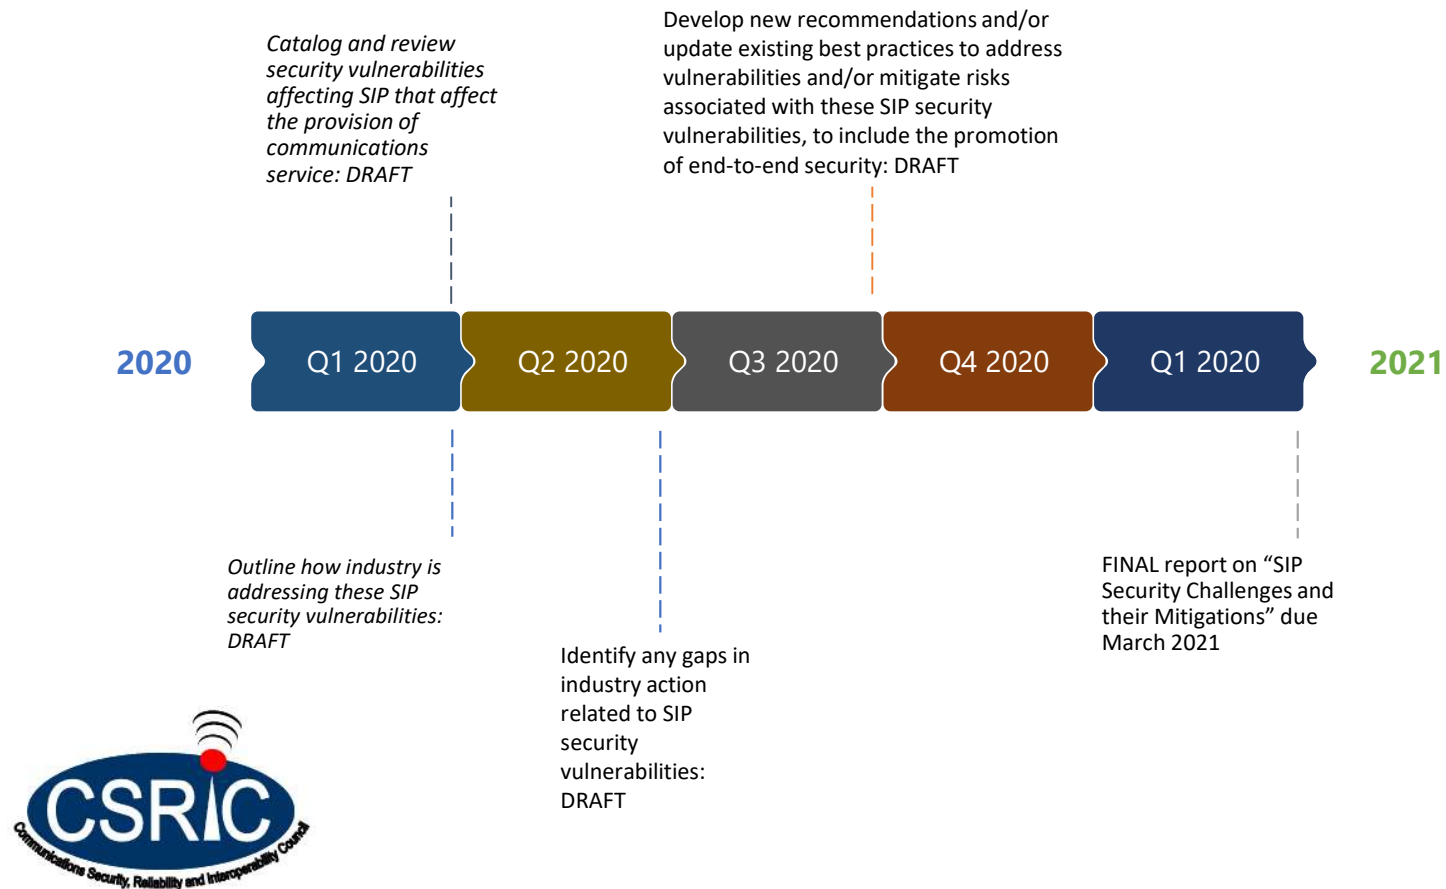 Catalog and review
security vulnerabilities
affecting SIP that affect
the provision of
communications
service: DRAFT
Develop new recommendations and/or
update existing best practices to address
vulnerabilities and/or mitigate risks
associated with these SIP security
vulnerabilities, to include the promotion
of end-to-end security: DRAFT
2020
Q1 2020
Q2 2020
Q3 2020
Q4 2020
Q1 2020
2021
Outline how industry is
addressing these SIP
security vulnerabilities:
DRAFT
Identify any gaps in
industry action
related to SIP
security
vulnerabilities:
DRAFT
FINAL report on “SIP
Security Challenges and
their Mitigations” due
March 2021
CSRIC
Communications Security, Reliability and Interoperability Council